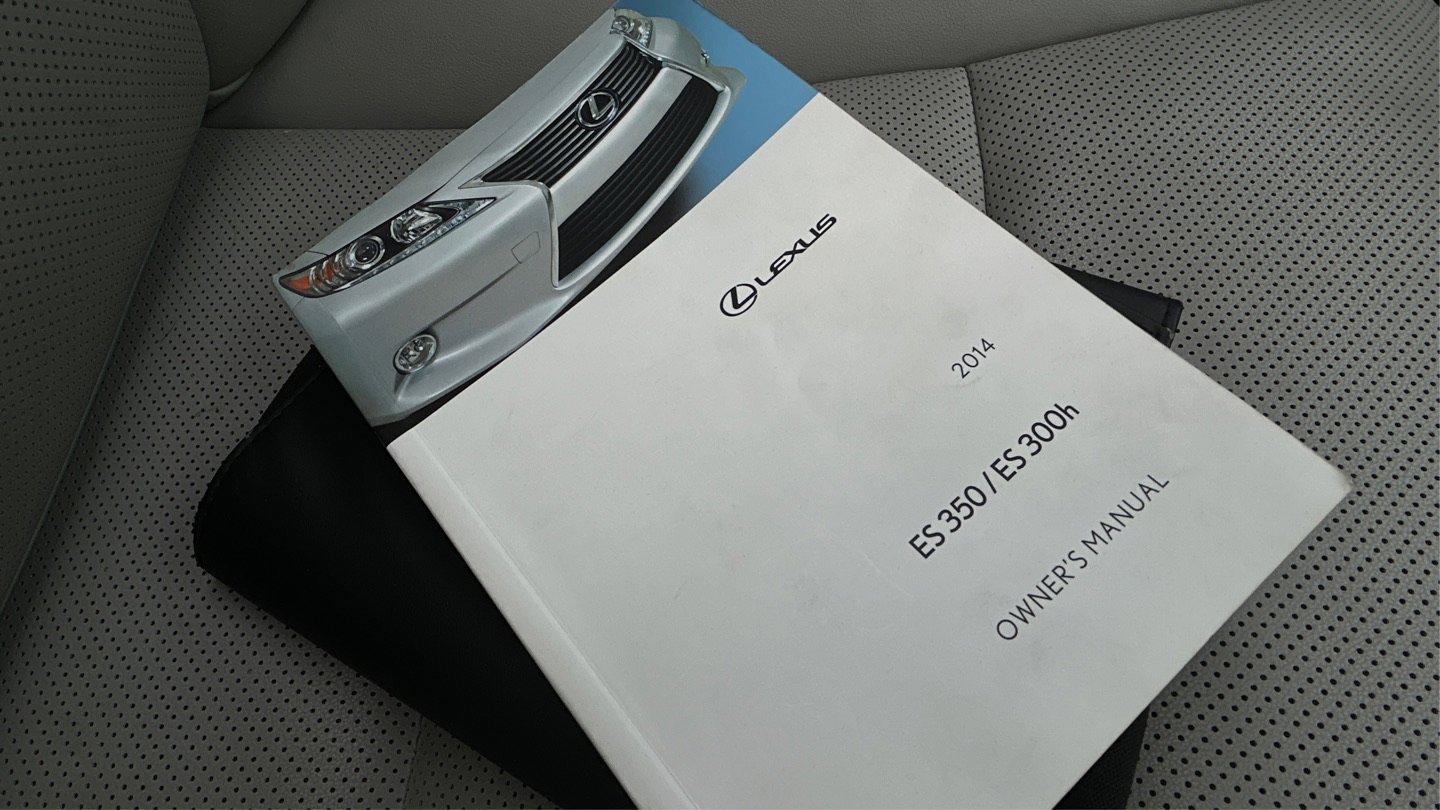 LEXUS
2014
ES 350 / ES 300h
OWNER'S MANUAL